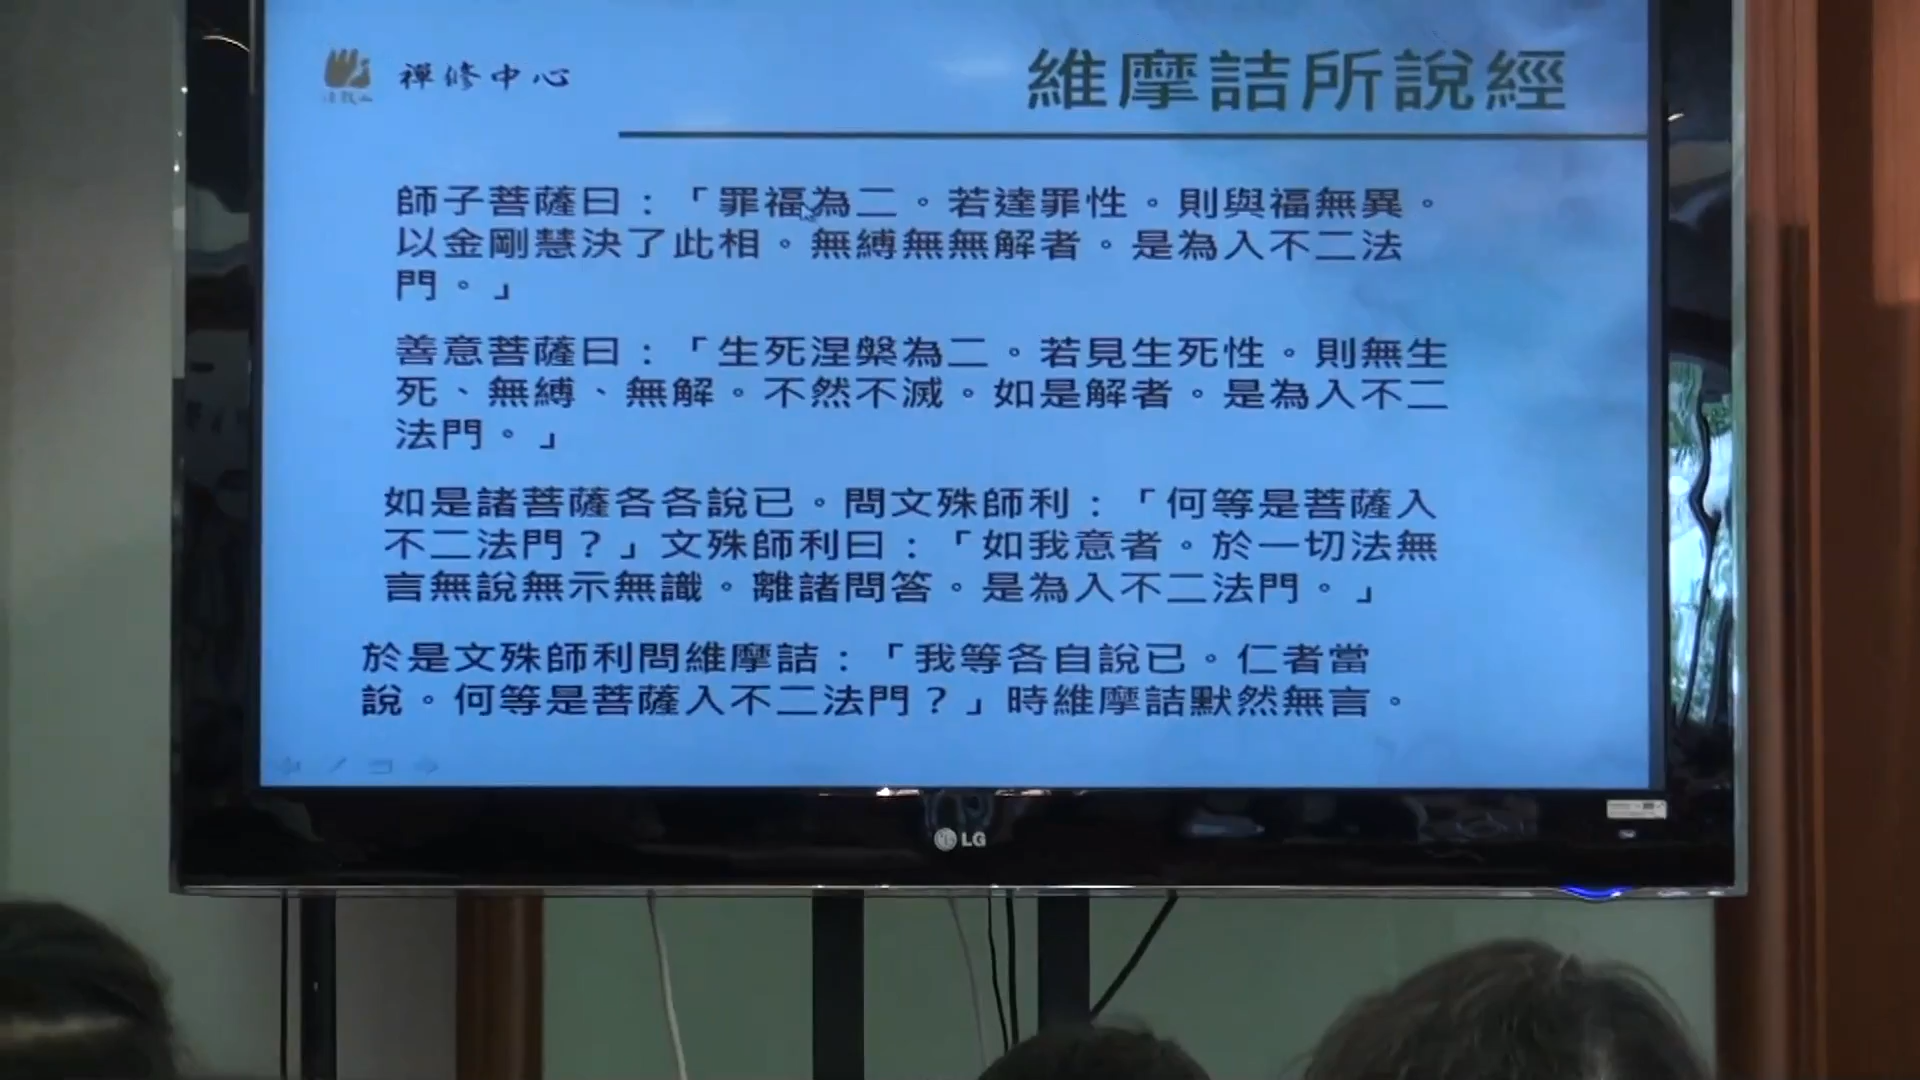 禪修中心
維摩詰所說經
師子菩薩曰：「罪福為二。若達罪性。則與福無異。
以金剛慧決了此相。無縛無無解者。是為入不二法
門。」
善意菩薩曰：「生死涅槃為二。若見生死性。則無生
死、無縛、無解。不然不滅。如是解者。是為入不二
法門。」
如是諸菩薩各各說已。問文殊師利：「何等是菩薩入
不二法門？」文殊師利曰：「如我意者。於一切法無
言無說無示無識。離諸問答。是為入不二法門。」
於是文殊師利問維摩詰：「我等各自說已。仁者當
說。何等是菩薩入不二法門？」時維摩詰默然無言。
LG